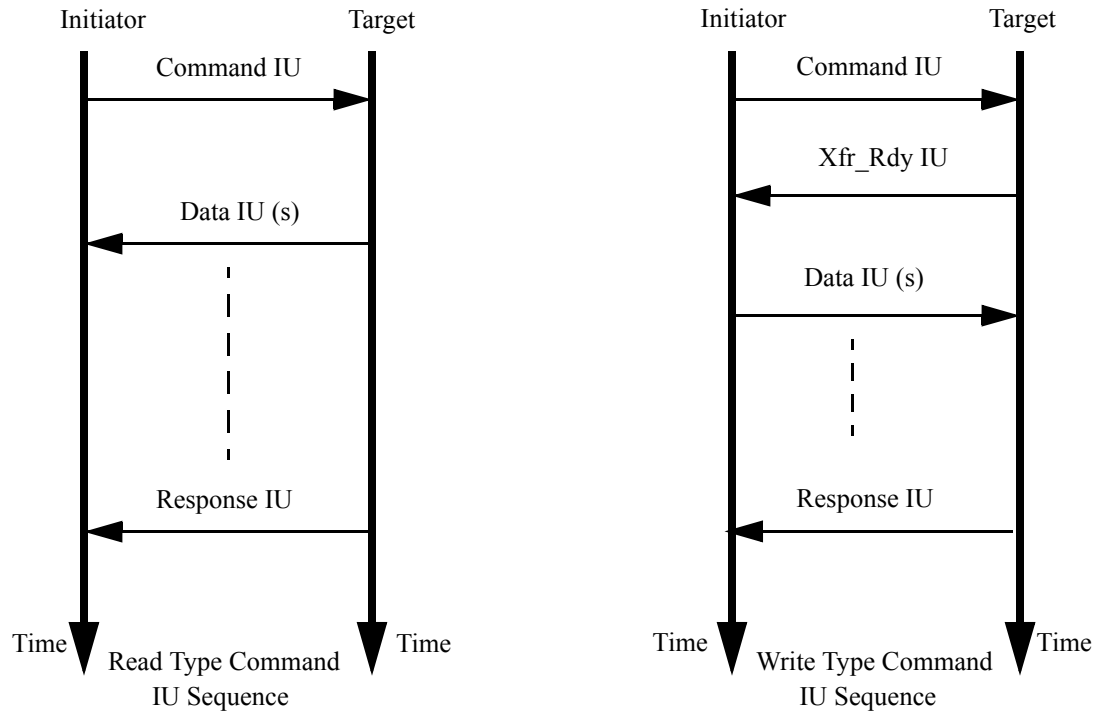 Initiator
Target
Command IU
Data IU (s)
Response IU
Time
Time
Read Type Command
IU Sequence
Initiator
Target
Command IU
Xfr_Rdy IU
Data IU (s)
Response IU
Time
Time
Write Type Command
IU Sequence